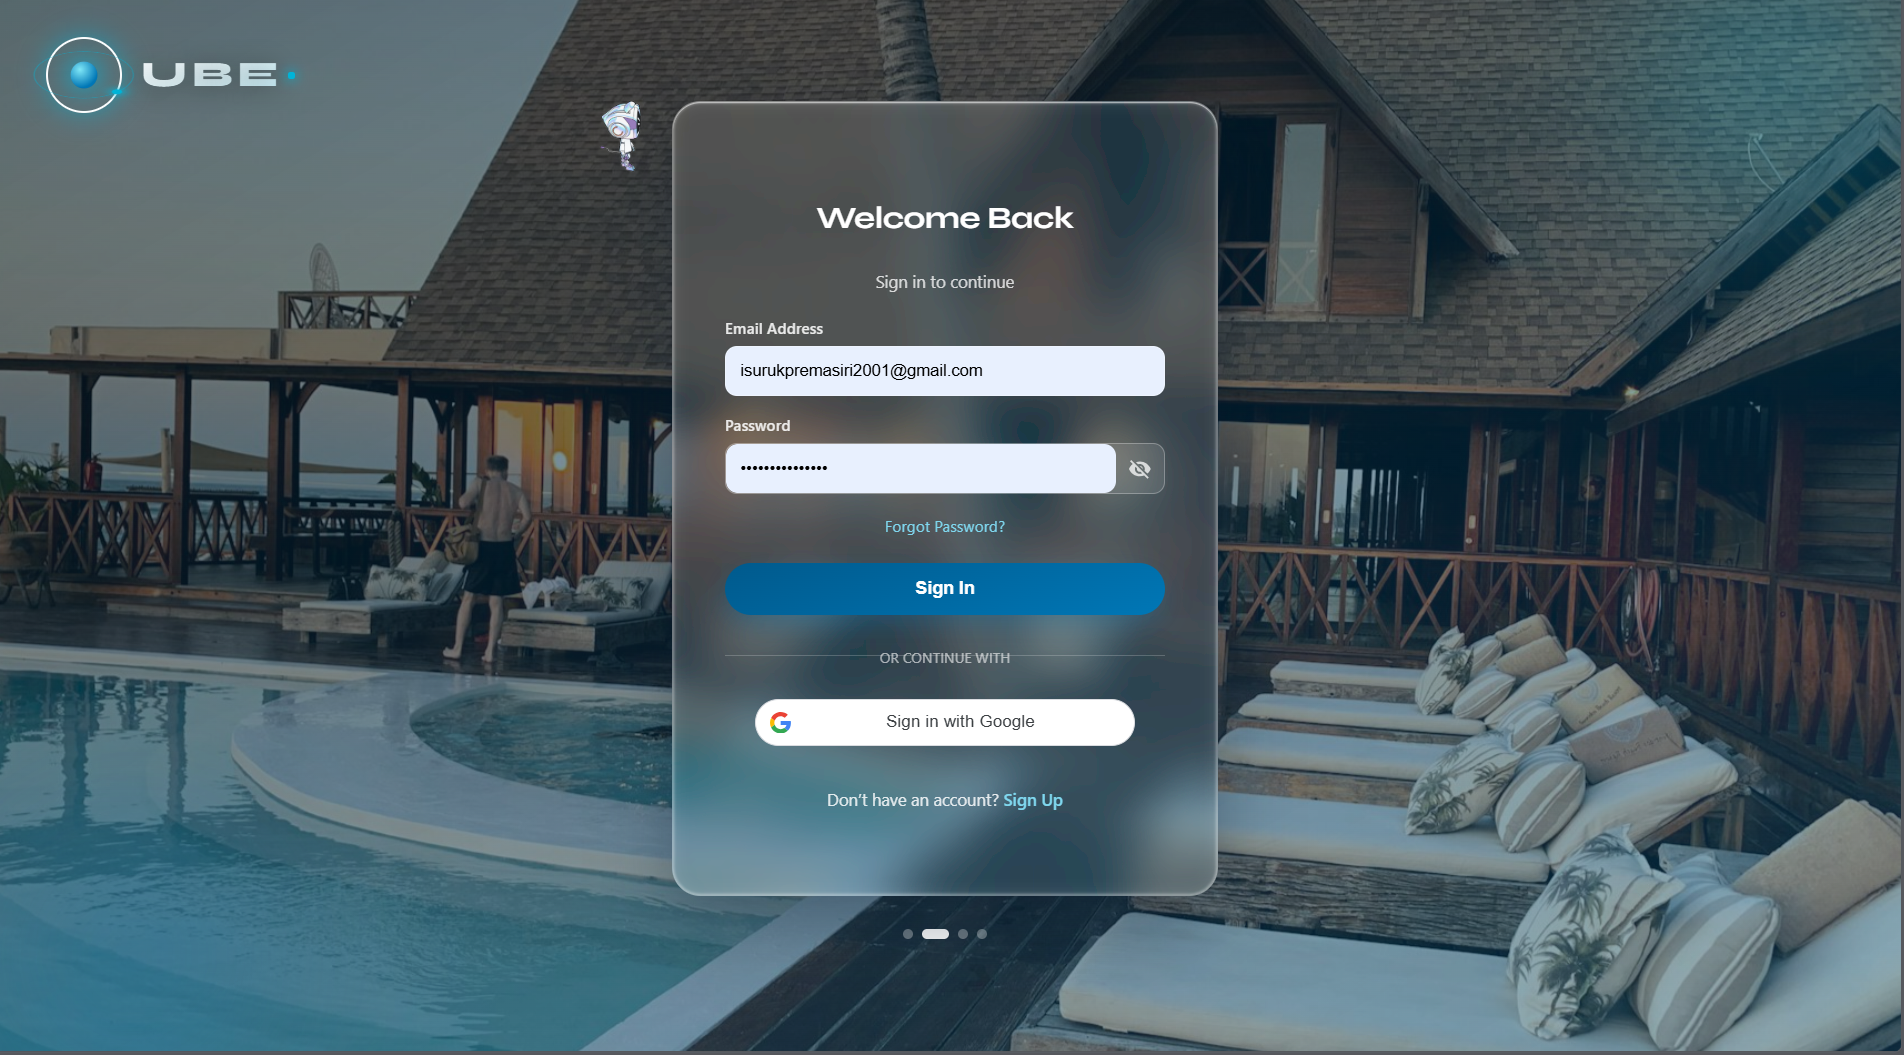 UBE
Welcome Back
Sign in to continue
Email Address
isurukpremasiri2001@gmail.com
Password
•••••••••••••••
Forgot Password?
Sign In
OR CONTINUE WITH
Sign in with Google
Don’t have an account? Sign Up